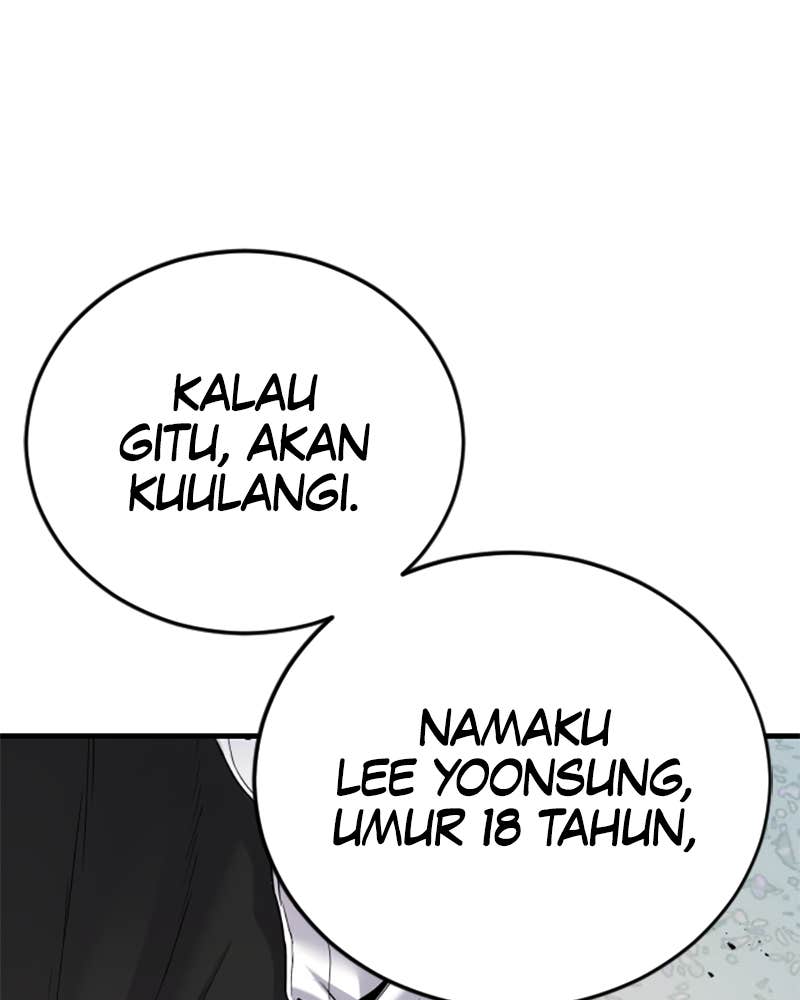 KALAU
GITU, AKAN
KUULANGI.
NAMAKU
LEE YOONSUNG,
UMUR 18 TAHUN,